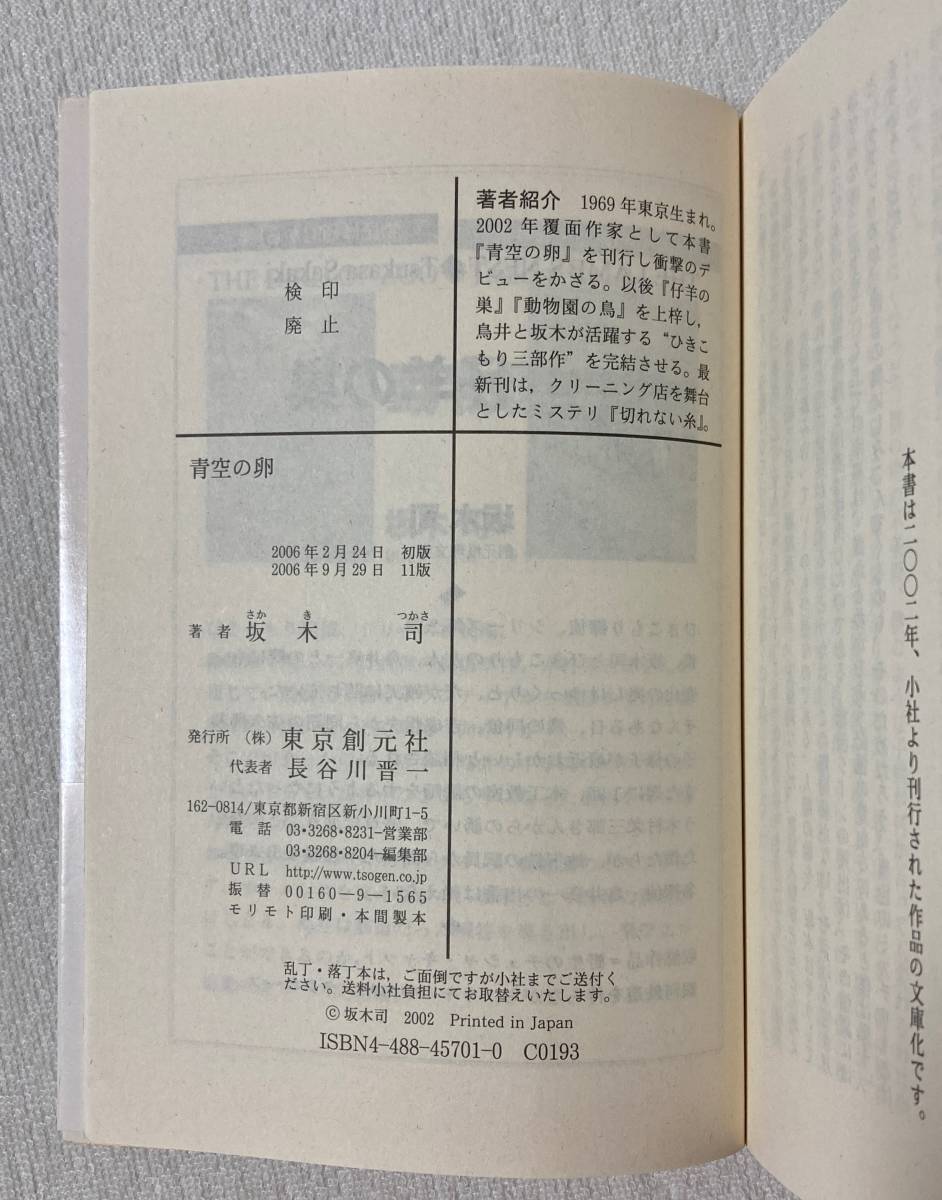 著者紹介　1969年東京生まれ。
2002年覆面作家として本書
『青空の卵』を刊行し衝撃のデ
ビューをかざる。以後『仔羊の
巣』『動物園の鳥』を上梓し，
鳥井と坂木が活躍する“ひきこ
もり三部作”を完結させる。最
新刊は，クリーニング店を舞台
としたミステリ『切れない糸』。
検印
廃止
青空の卵
2006年2月24日　初版
2006年9月29日　11版
さか　き　つかさ
著者　坂木　司
発行所　（株）東京創元社
代表者　長谷川晋一
162-0814/東京都新宿区新小川町1-5
電話　03・3268・8231-営業部
03・3268・8204-編集部
URL　http://www.tsogen.co.jp
振替　00160－9－1565
モリモト印刷・本間製本
乱丁・落丁本は，ご面倒ですが小社までご送付く
ださい。送料小社負担にてお取替えいたします。
©坂木司　2002　Printed in Japan
ISBN4-488-45701-0　C0193
本書は二〇〇二年、小社より刊行された作品の文庫化です。